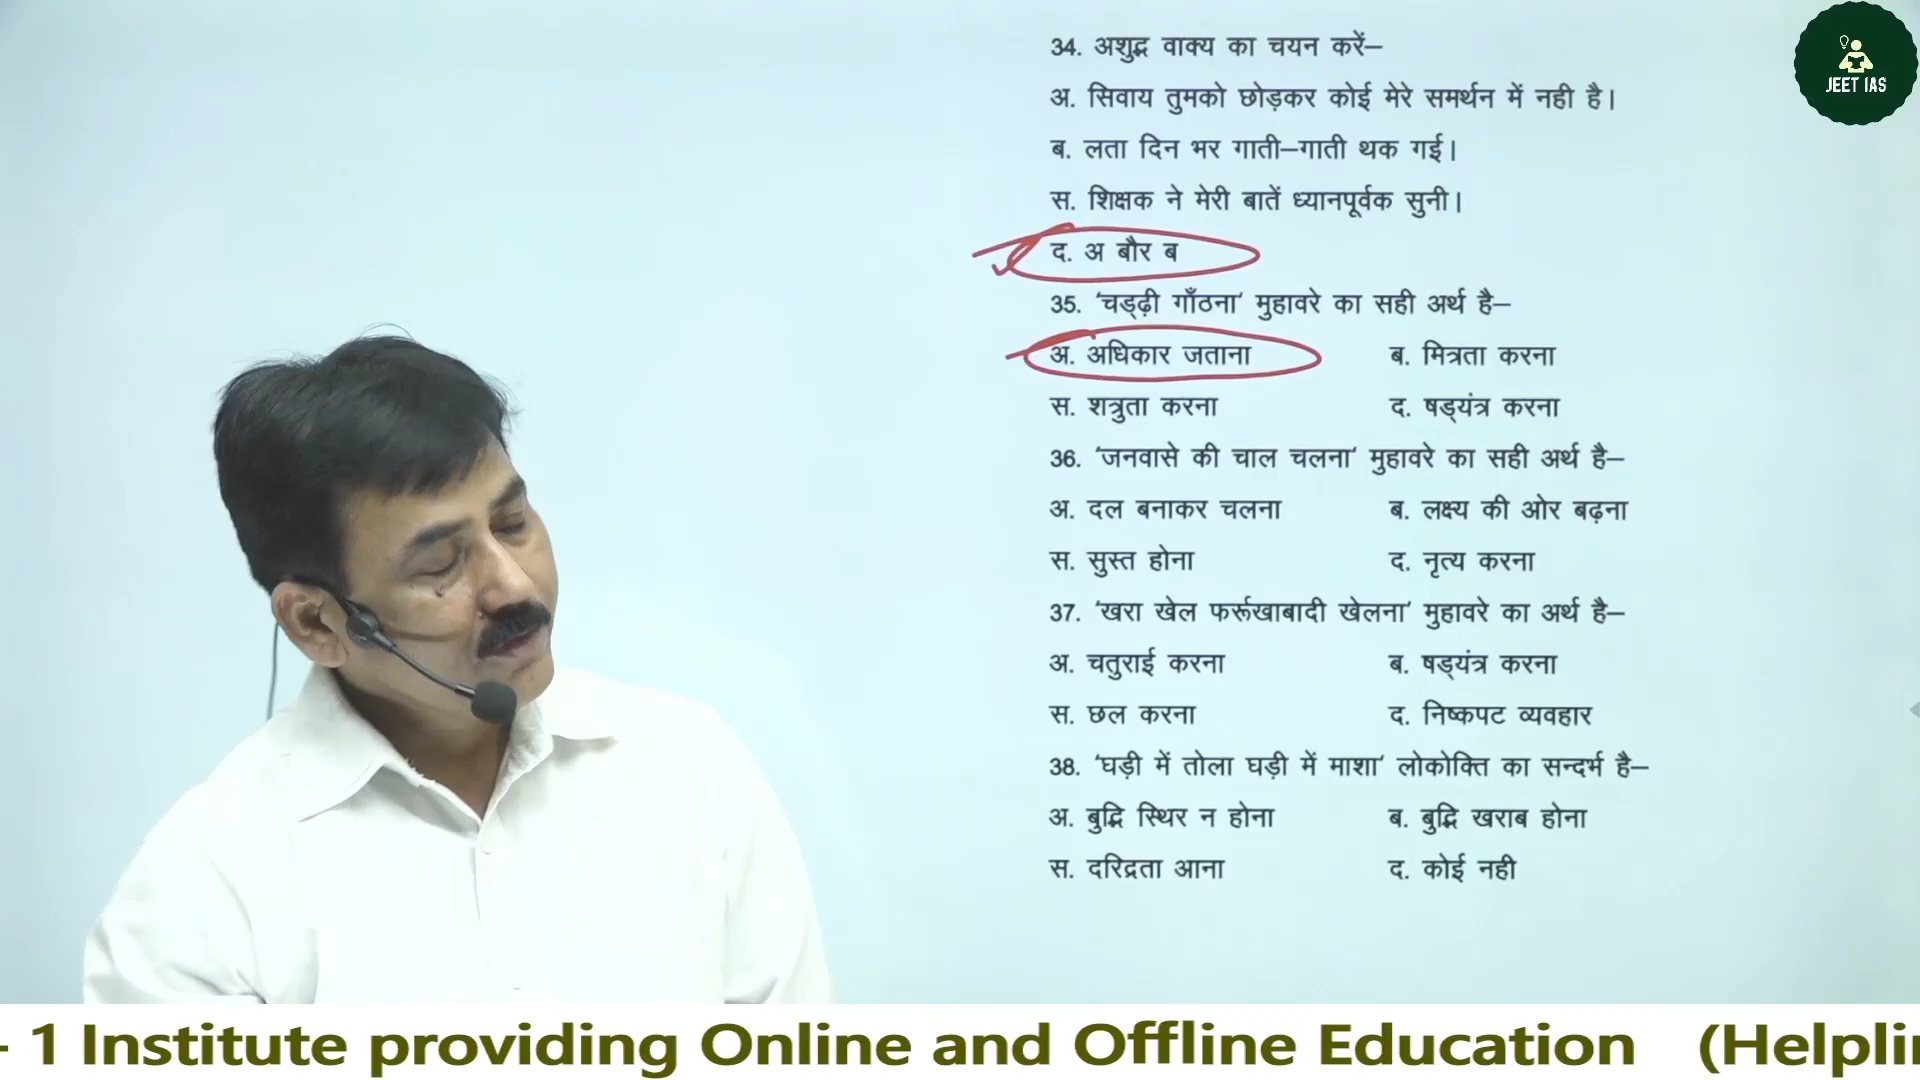 34. अशुद्ध वाक्य का चयन करें–
अ. सिवाय तुमको छोड़कर कोई मेरे समर्थन में नही है।
ब. लता दिन भर गाती–गाती थक गई।
स. शिक्षक ने मेरी बातें ध्यानपूर्वक सुनी।
द. अ बौर ब
35. ‘चड्ढ़ी गाँठना’ मुहावरे का सही अर्थ है–
अ. अधिकार जताना ब. मित्रता करना
स. शत्रुता करना द. षड्यंत्र करना
36. ‘जनवासे की चाल चलना’ मुहावरे का सही अर्थ है–
अ. दल बनाकर चलना ब. लक्ष्य की ओर बढ़ना
स. सुस्त होना द. नृत्य करना
37. ‘खरा खेल फर्रूखाबादी खेलना’ मुहावरे का अर्थ है–
अ. चतुराई करना ब. षड्यंत्र करना
स. छल करना द. निष्कपट व्यवहार
38. ‘घड़ी में तोला घड़ी में माशा’ लोकोक्ति का सन्दर्भ है–
अ. बुद्धि स्थिर न होना ब. बुद्धि खराब होना
स. दरिद्रता आना द. कोई नही
JEET IAS
- 1 Institute providing Online and Offline Education (Helplin